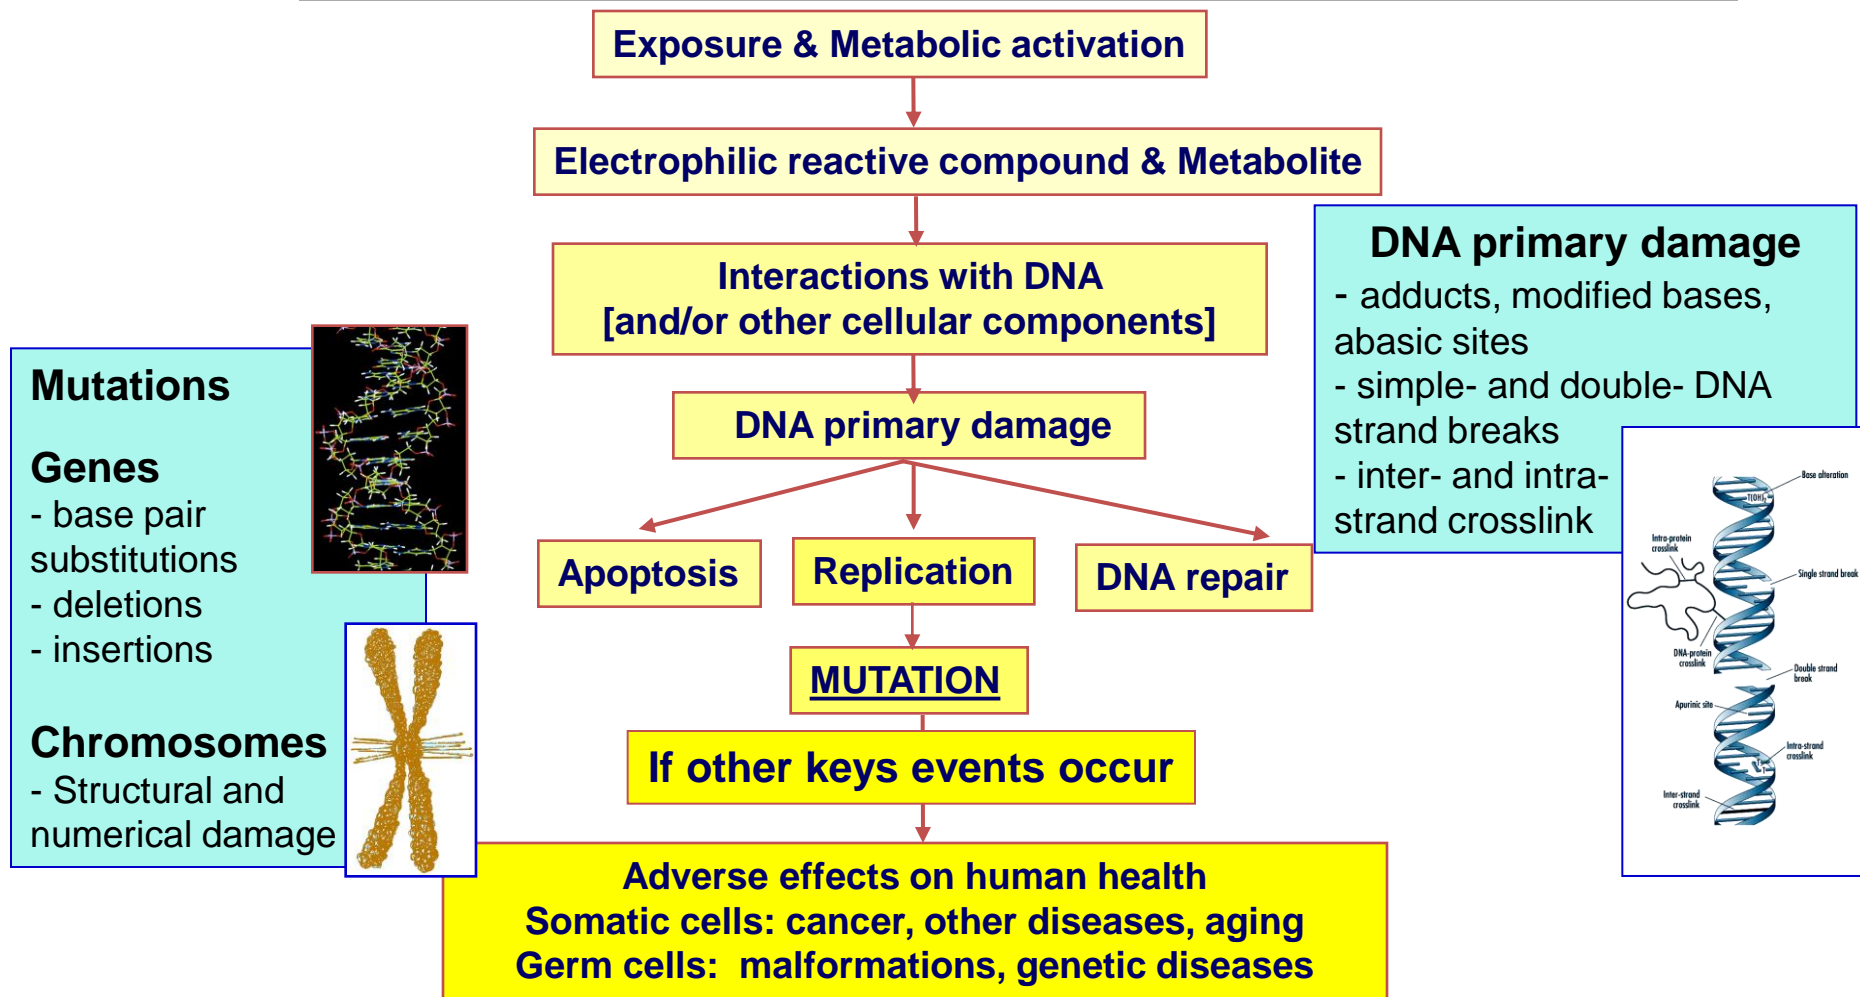 Exposure & Metabolic activation
Electrophilic reactive compound & Metabolite
Interactions with DNA
[and/or other cellular components]
DNA primary damage
Apoptosis
Replication
DNA repair
MUTATION
If other keys events occur
Adverse effects on human health
Somatic cells: cancer, other diseases, aging
Germ cells: malformations, genetic diseases
Mutations
Genes
- base pair
substitutions
- deletions
- insertions
Chromosomes
- Structural and
numerical damage
DNA primary damage
- adducts, modified bases,
abasic sites
- simple- and double- DNA
strand breaks
- inter- and intra-
strand crosslink
Base alteration
T(OH)
Intra-protein
crosslink
Single strand break
DNA-protein
crosslink
Double strand
break
Apurinic site
Intra-strand
crosslink
Inter-strand
crosslink